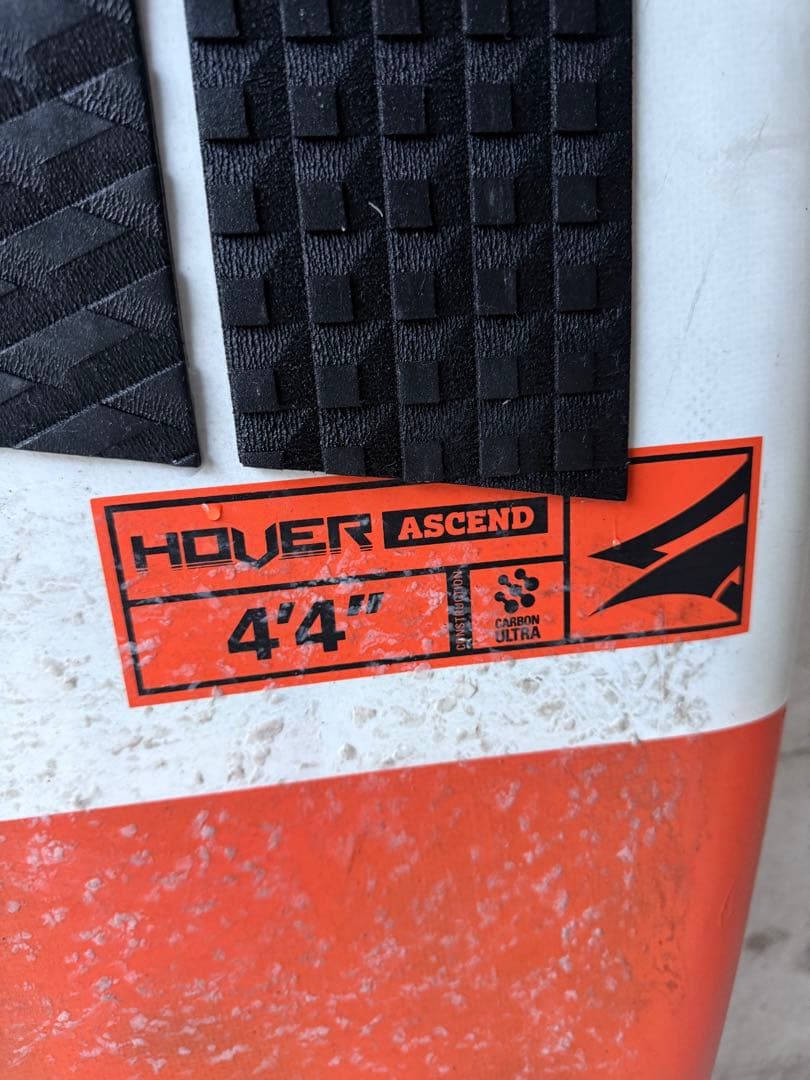 HOVER ASCEND
4'4"
CONSTRUCTION
CARBON
ULTRA